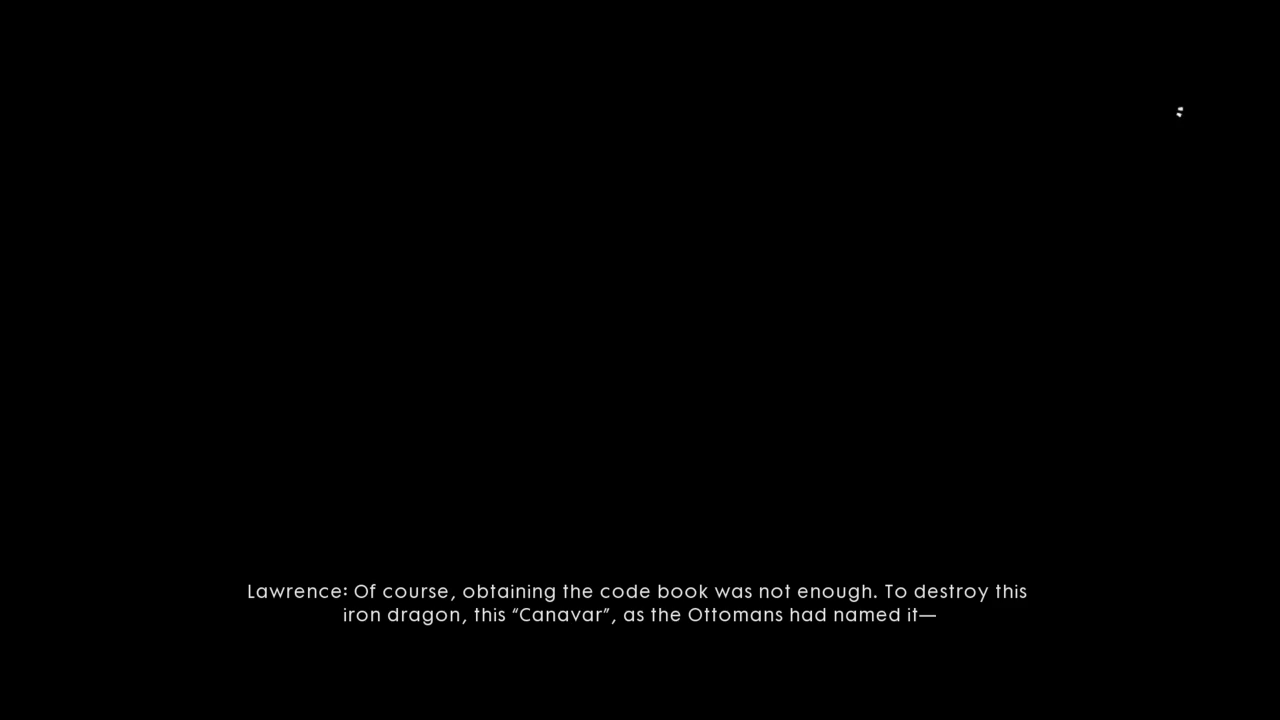 Lawrence: Of course, obtaining the code book was not enough. To destroy this
iron dragon, this “Canavar”, as the Ottomans had named it—